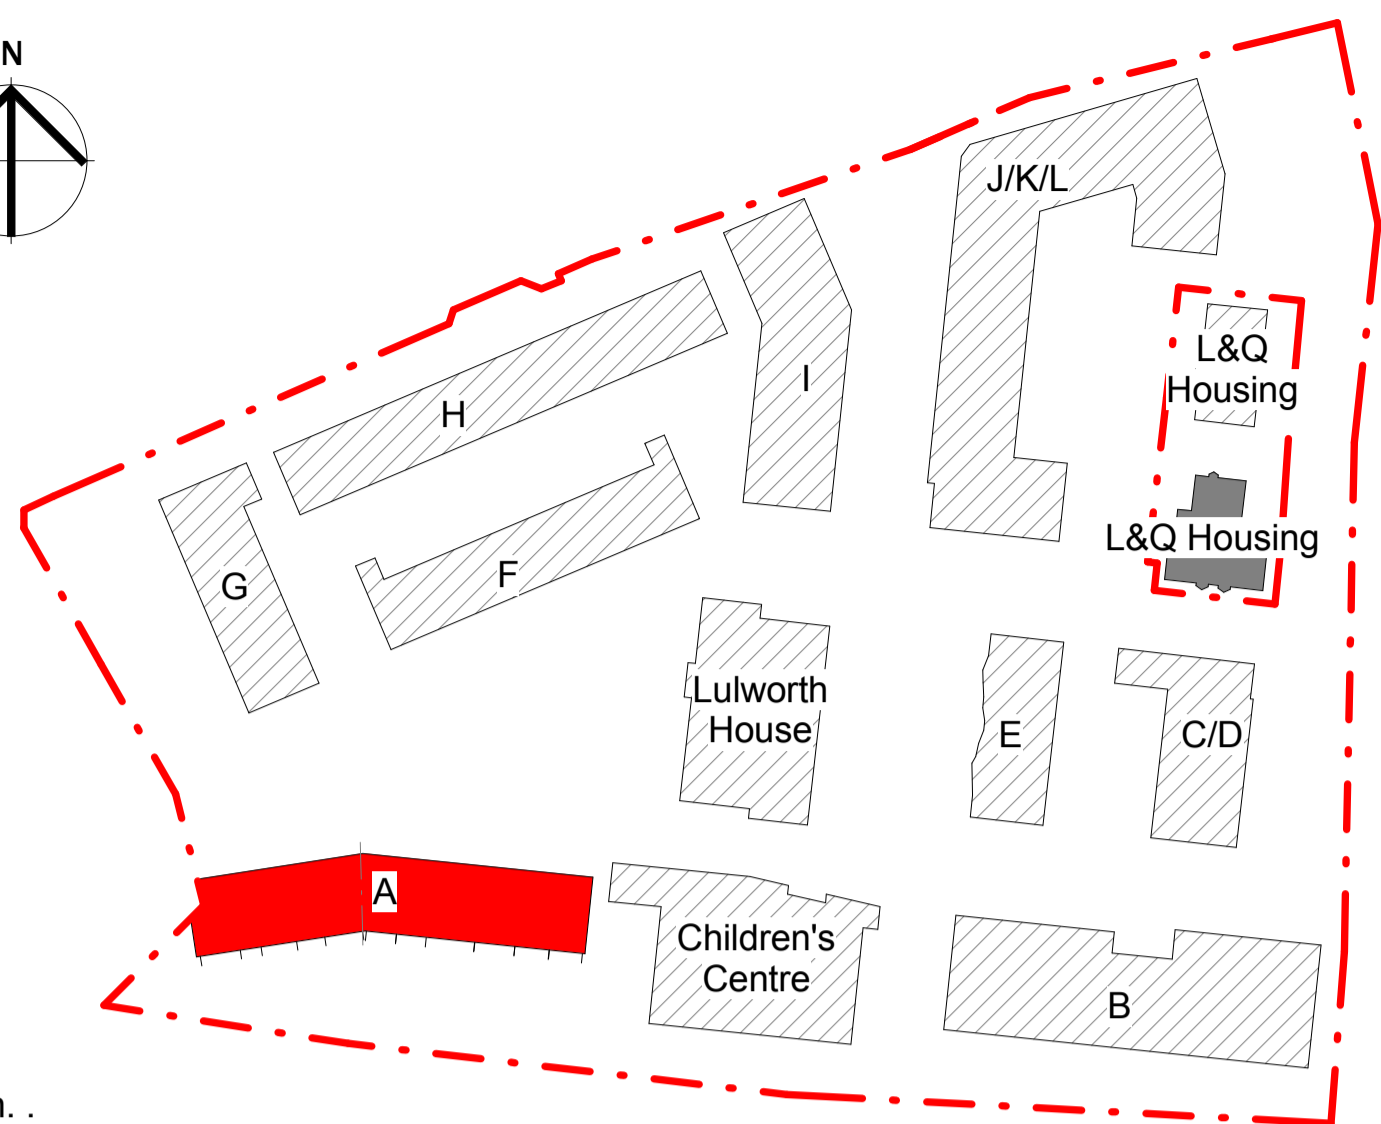 N
J/K/L
L&Q
Housing
I
H
L&Q Housing
F
G
Lulworth
House
E
C/D
A
Children's
Centre
B